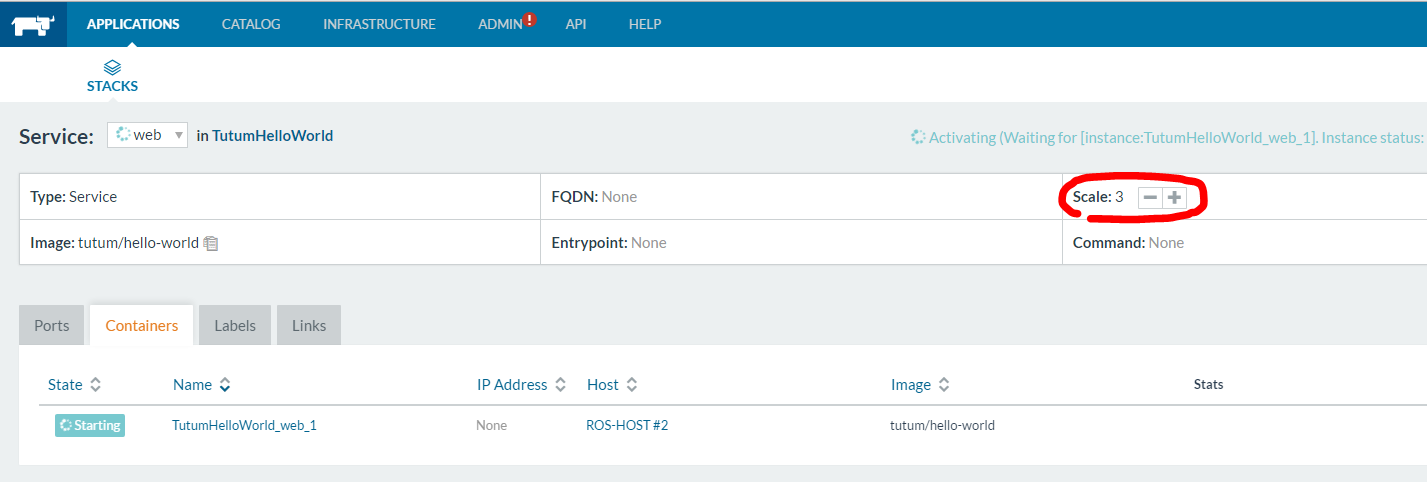 APPLICATIONS CATALOG INFRASTRUCTURE ADMIN ! API HELP
STACKS
Service: web in TutumHelloWorld Activating (Waiting for [instance:TutumHelloWorld_web_1]. Instance status:
Type: Service FQDN: None Scale: 3
Image: tutum/hello-world Entrypoint: None Command: None
Ports Containers Labels Links
State Name IP Address Host Image Stats
Starting TutumHelloWorld_web_1 None ROS-HOST #2 tutum/hello-world